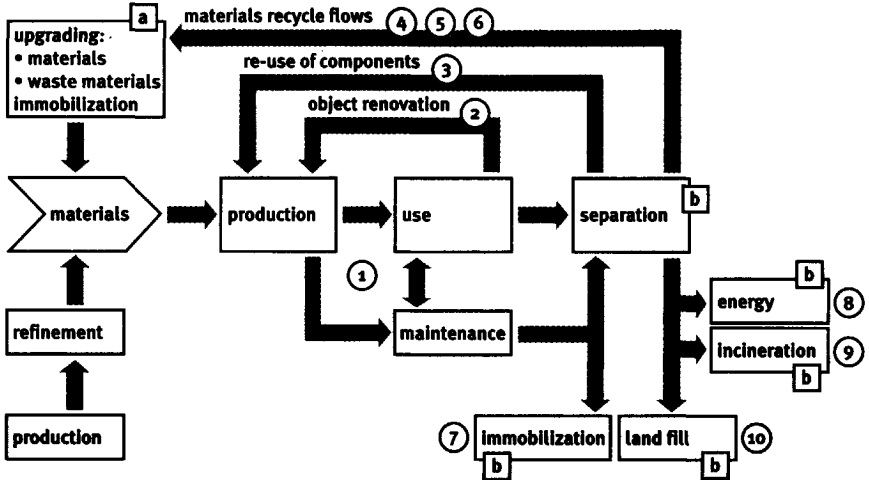 a
materials recycle flows 4 5 6
upgrading:
• materials
• waste materials
immobilization
re-use of components 3
object renovation 2
materials
production
use
separation
b
1
b
refinement
maintenance
energy 8
incineration 9
b
production
7 immobilization
land fill 10
b
b